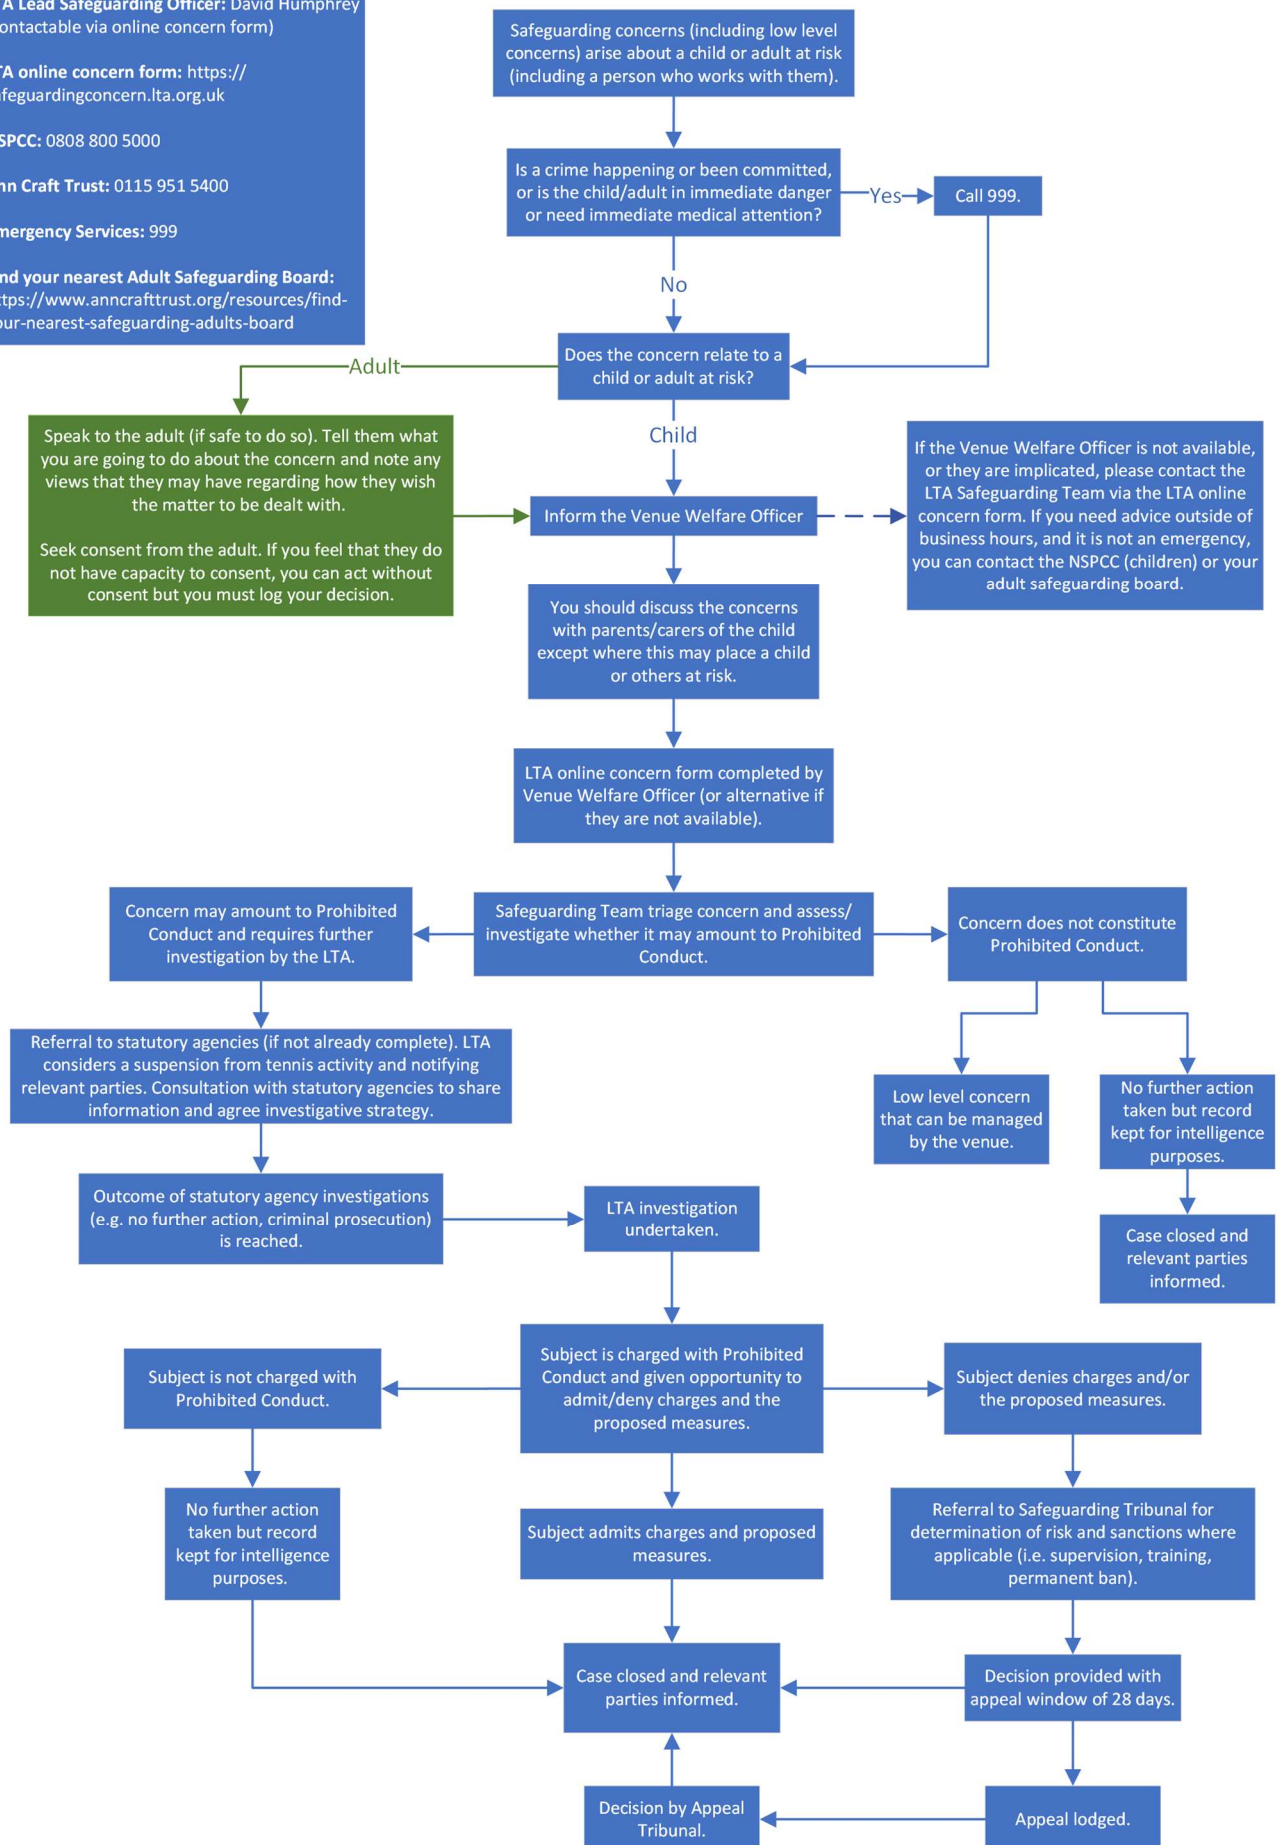 Lead Safeguarding Officer: David Humphrey
via online concern form)
online concern form: https://
0808 800 5000
Craft Trust: 0115 951 5400
Services: 999
your nearest Adult Safeguarding Board:
Safeguarding concerns (including low level
concerns) arise about a child or adult at risk
(including a person who works with them).
Is a crime happening or been committed,
or is the child/adult in immediate danger
or need immediate medical attention?
Yes
Call 999.
No
Does the concern relate to a
child or adult at risk?
Adult
Child
Speak to the adult (if safe to do so). Tell them what
you are going to do about the concern and note any
views that they may have regarding how they wish
the matter to be dealt with.
Seek consent from the adult. If you feel that they do
not have capacity to consent, you can act without
consent but you must log your decision.
Inform the Venue Welfare Officer
If the Venue Welfare Officer is not available,
or they are implicated, please contact the
LTA Safeguarding Team via the LTA online
concern form. If you need advice outside of
business hours, and it is not an emergency,
you can contact the NSPCC (children) or your
adult safeguarding board.
You should discuss the concerns
with parents/carers of the child
except where this may place a child
or others at risk.
LTA online concern form completed by
Venue Welfare Officer (or alternative if
they are not available).
Safeguarding Team triage concern and assess/
investigate whether it may amount to Prohibited
Conduct.
Concern may amount to Prohibited
Conduct and requires further
investigation by the LTA.
Concern does not constitute
Prohibited Conduct.
Referral to statutory agencies (if not already complete). LTA
considers a suspension from tennis activity and notifying
relevant parties. Consultation with statutory agencies to share
information and agree investigative strategy.
Low level concern
that can be managed
by the venue.
No further action
taken but record
kept for intelligence
purposes.
Outcome of statutory agency investigations
(e.g. no further action, criminal prosecution)
is reached.
LTA investigation
undertaken.
Case closed and
relevant parties
informed.
Subject is not charged with
Prohibited Conduct.
Subject is charged with Prohibited
Conduct and given opportunity to
admit/deny charges and the
proposed measures.
Subject denies charges and/or
the proposed measures.
No further action
taken but record
kept for intelligence
purposes.
Subject admits charges and proposed
measures.
Referral to Safeguarding Tribunal for
determination of risk and sanctions where
applicable (i.e. supervision, training,
permanent ban).
Case closed and relevant
parties informed.
Decision provided with
appeal window of 28 days.
Decision by Appeal
Tribunal.
Appeal lodged.